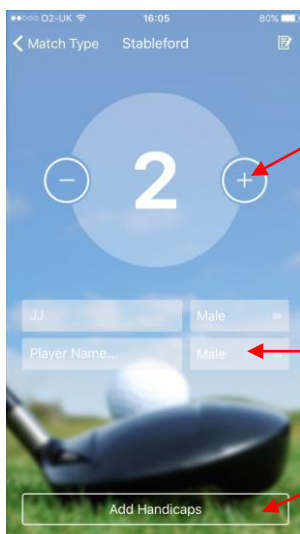 O2-UK 16:05 80%
Match Type Stableford
2
JJ Male
Player Name... Male
Add Handicaps